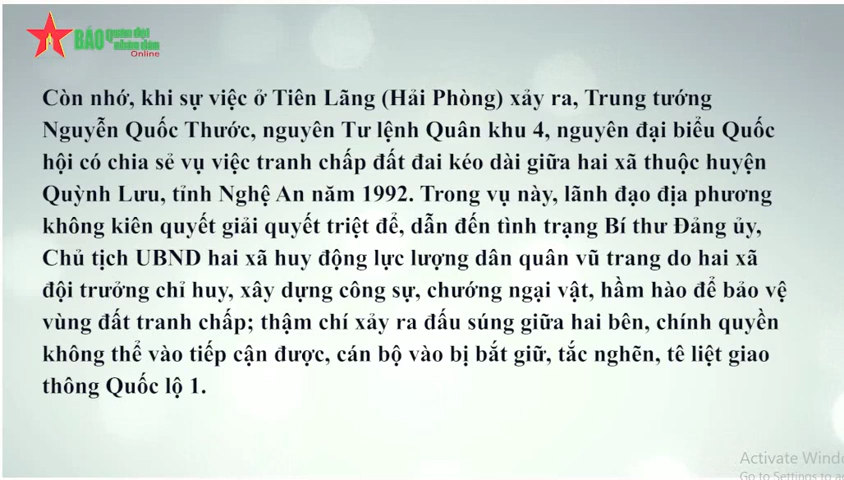 BÁO quân đội nhân dân
Online
Còn nhớ, khi sự việc ở Tiên Lãng (Hải Phòng) xảy ra, Trung tướng
Nguyễn Quốc Thước, nguyên Tư lệnh Quân khu 4, nguyên đại biểu Quốc
hội có chia sẻ vụ việc tranh chấp đất đai kéo dài giữa hai xã thuộc huyện
Quỳnh Lưu, tỉnh Nghệ An năm 1992. Trong vụ này, lãnh đạo địa phương
không kiên quyết giải quyết triệt để, dẫn đến tình trạng Bí thư Đảng ủy,
Chủ tịch UBND hai xã huy động lực lượng dân quân vũ trang do hai xã
đội trưởng chỉ huy, xây dựng công sự, chướng ngại vật, hầm hào để bảo vệ
vùng đất tranh chấp; thậm chí xảy ra đấu súng giữa hai bên, chính quyền
không thể vào tiếp cận được, cán bộ vào bị bắt giữ, tắc nghẽn, tê liệt giao
thông Quốc lộ 1.
Activate Windo
Go to Settings to a